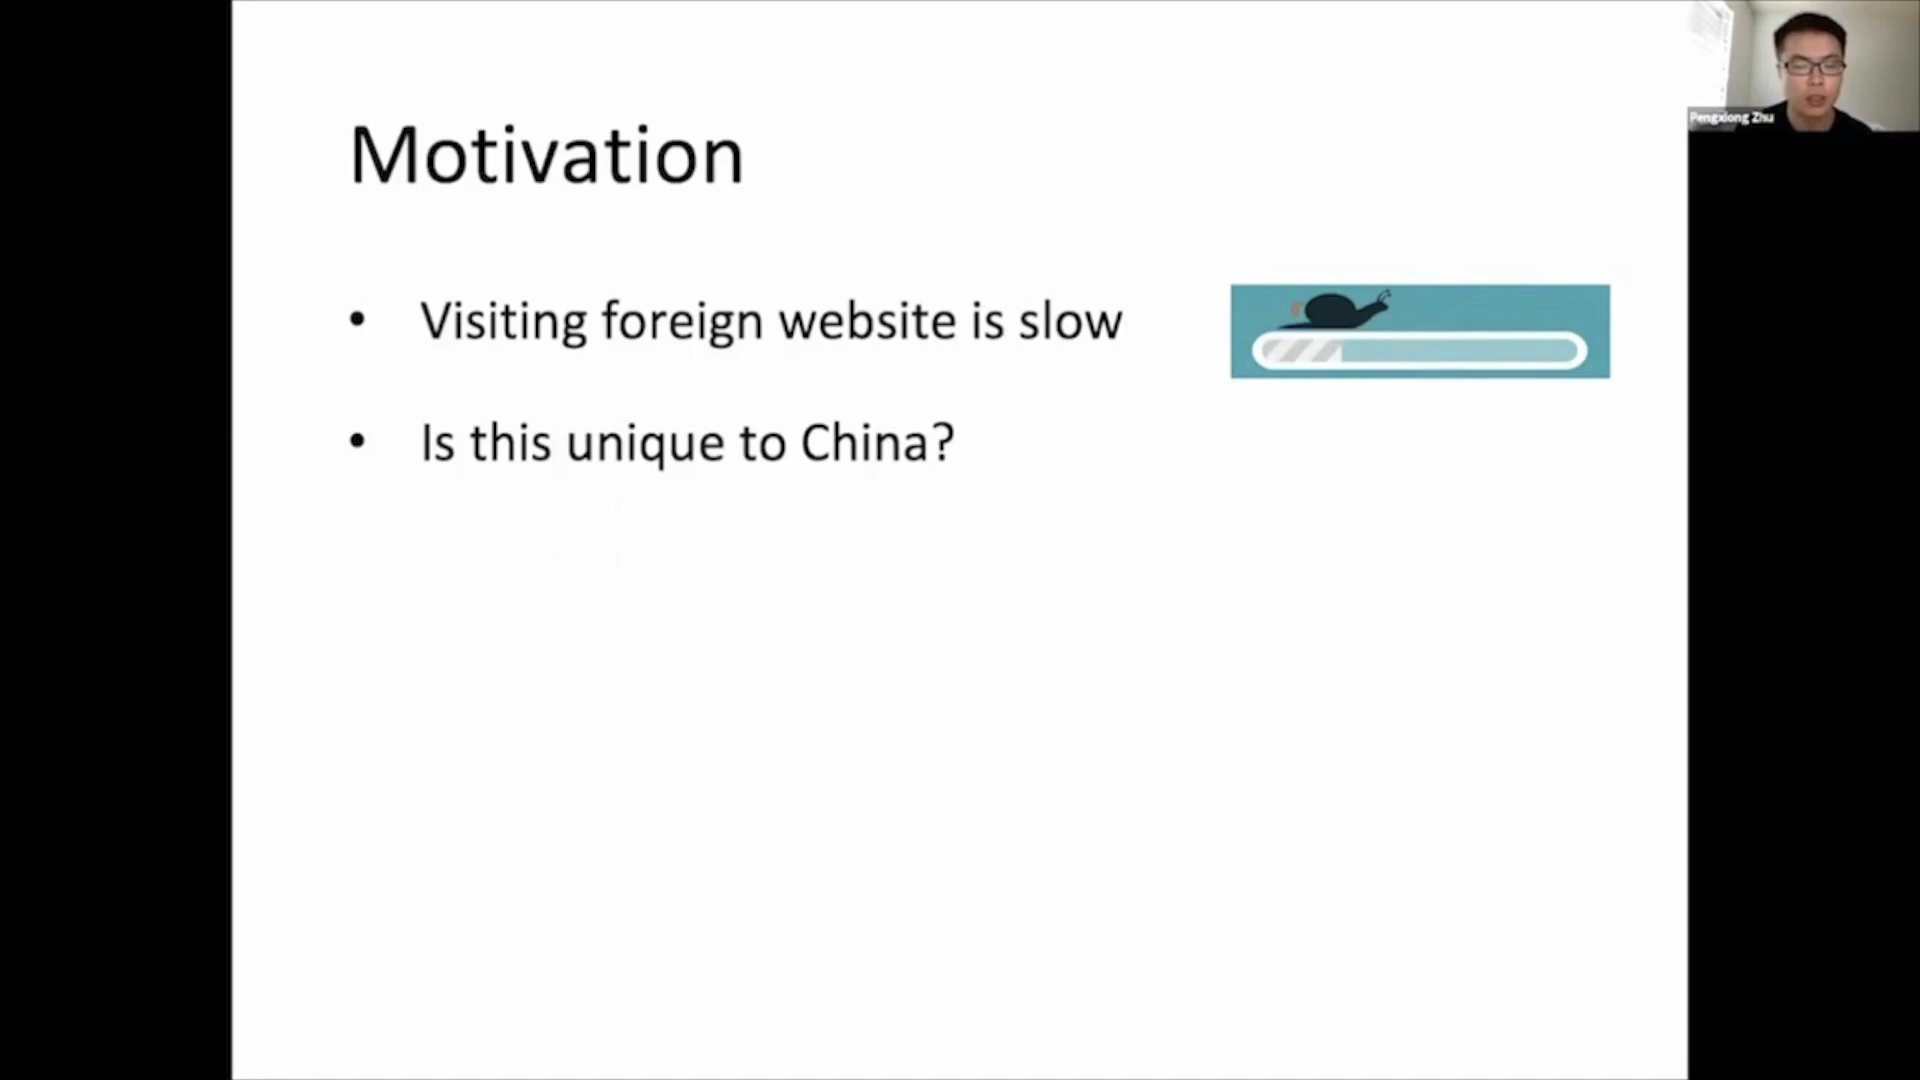 Pengxiong Zhu
Motivation
• Visiting foreign website is slow
• Is this unique to China?